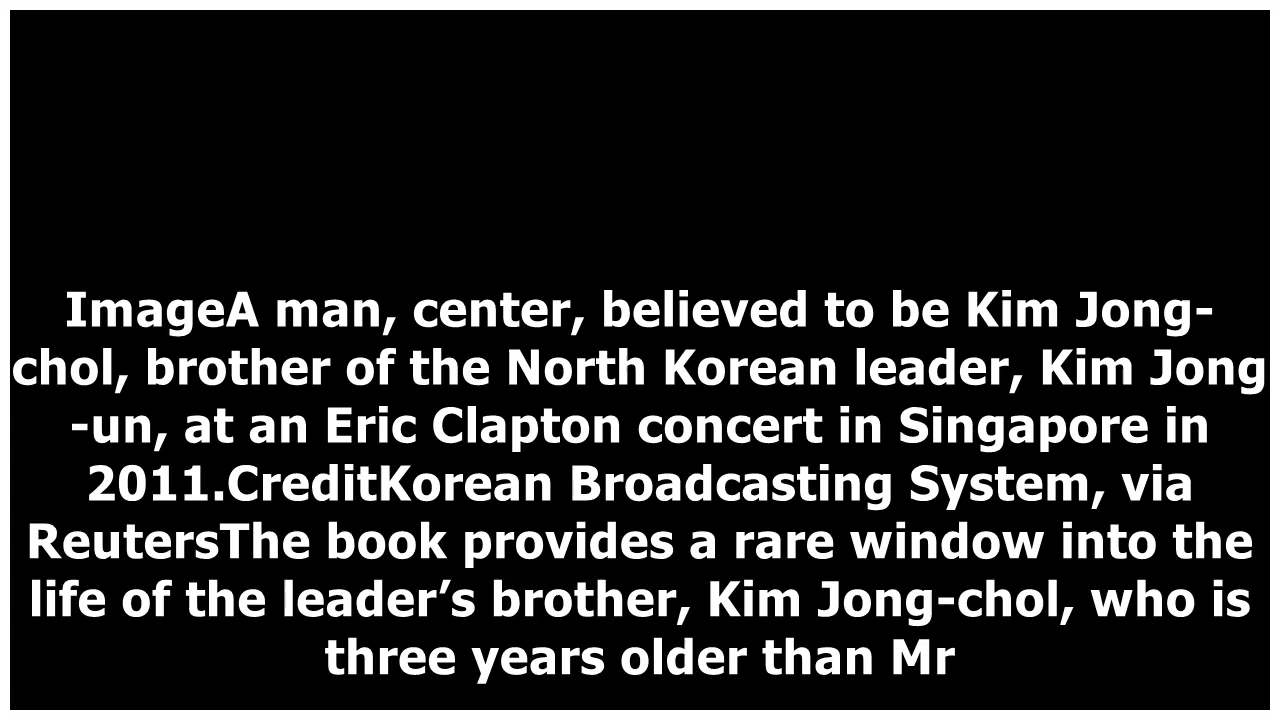 ImageA man, center, believed to be Kim Jong-
chol, brother of the North Korean leader, Kim Jong
-un, at an Eric Clapton concert in Singapore in
2011.CreditKorean Broadcasting System, via
ReutersThe book provides a rare window into the
life of the leader’s brother, Kim Jong-chol, who is
three years older than Mr